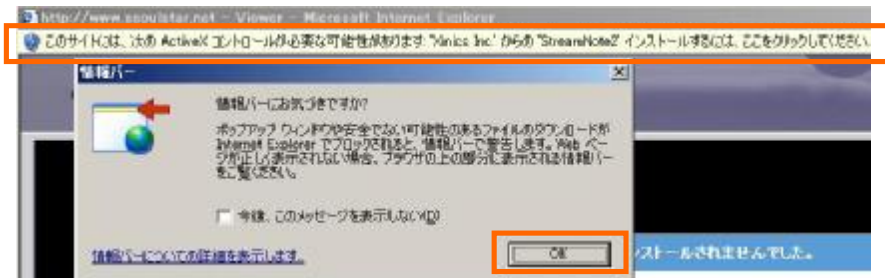 http://www.seoulstar.net - Viewer - Microsoft Internet Explorer
このサイトには、次の ActiveX コントロールが必要な可能性があります: 'Xinics Inc.' からの 'StreamNote2' インストールするには、ここをクリックしてください.
情報バー
情報バーにお気づきですか?
ポップアップ ウィンドウや安全でない可能性のあるファイルのダウンロードが
Internet Explorer でブロックされると、情報バーで警告します。Web ペー
ジが正しく表示されない場合、ブラウザの上の部分に表示される情報バー
をご覧ください。
今後、このメッセージを表示しない(D)
情報バーについての詳細を表示します。
OK
ンストールされませんでした。